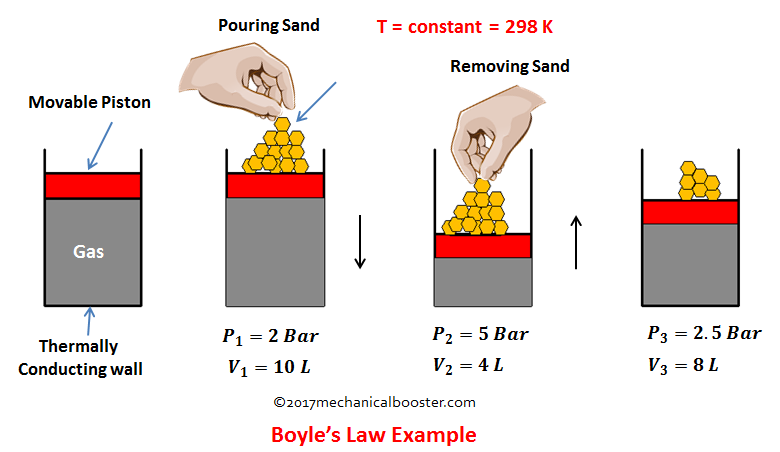 Pouring Sand
T = constant = 298 K
Removing Sand
Movable Piston
Gas
Thermally
Conducting wall
P₁ = 2 Bar
V₁ = 10 L
P₂ = 5 Bar
V₂ = 4 L
P₃ = 2.5 Bar
V₃ = 8 L
©2017mechanicalbooster.com
Boyle's Law Example